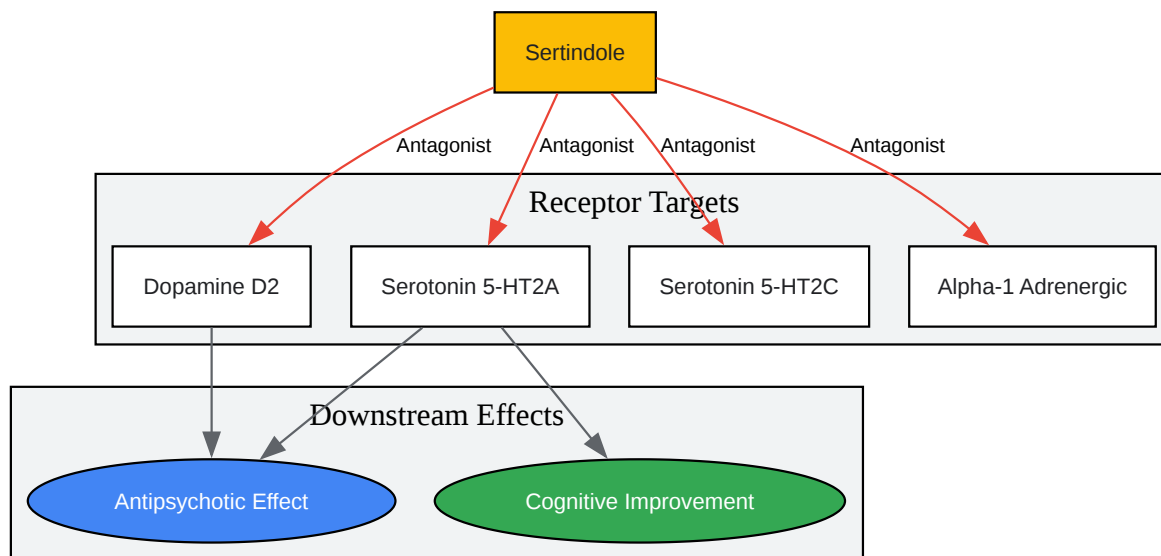 Sertindole
Antagonist
Antagonist
Antagonist
Antagonist
Receptor Targets
Dopamine D2
Serotonin 5-HT2A
Serotonin 5-HT2C
Alpha-1 Adrenergic
Downstream Effects
Antipsychotic Effect
Cognitive Improvement